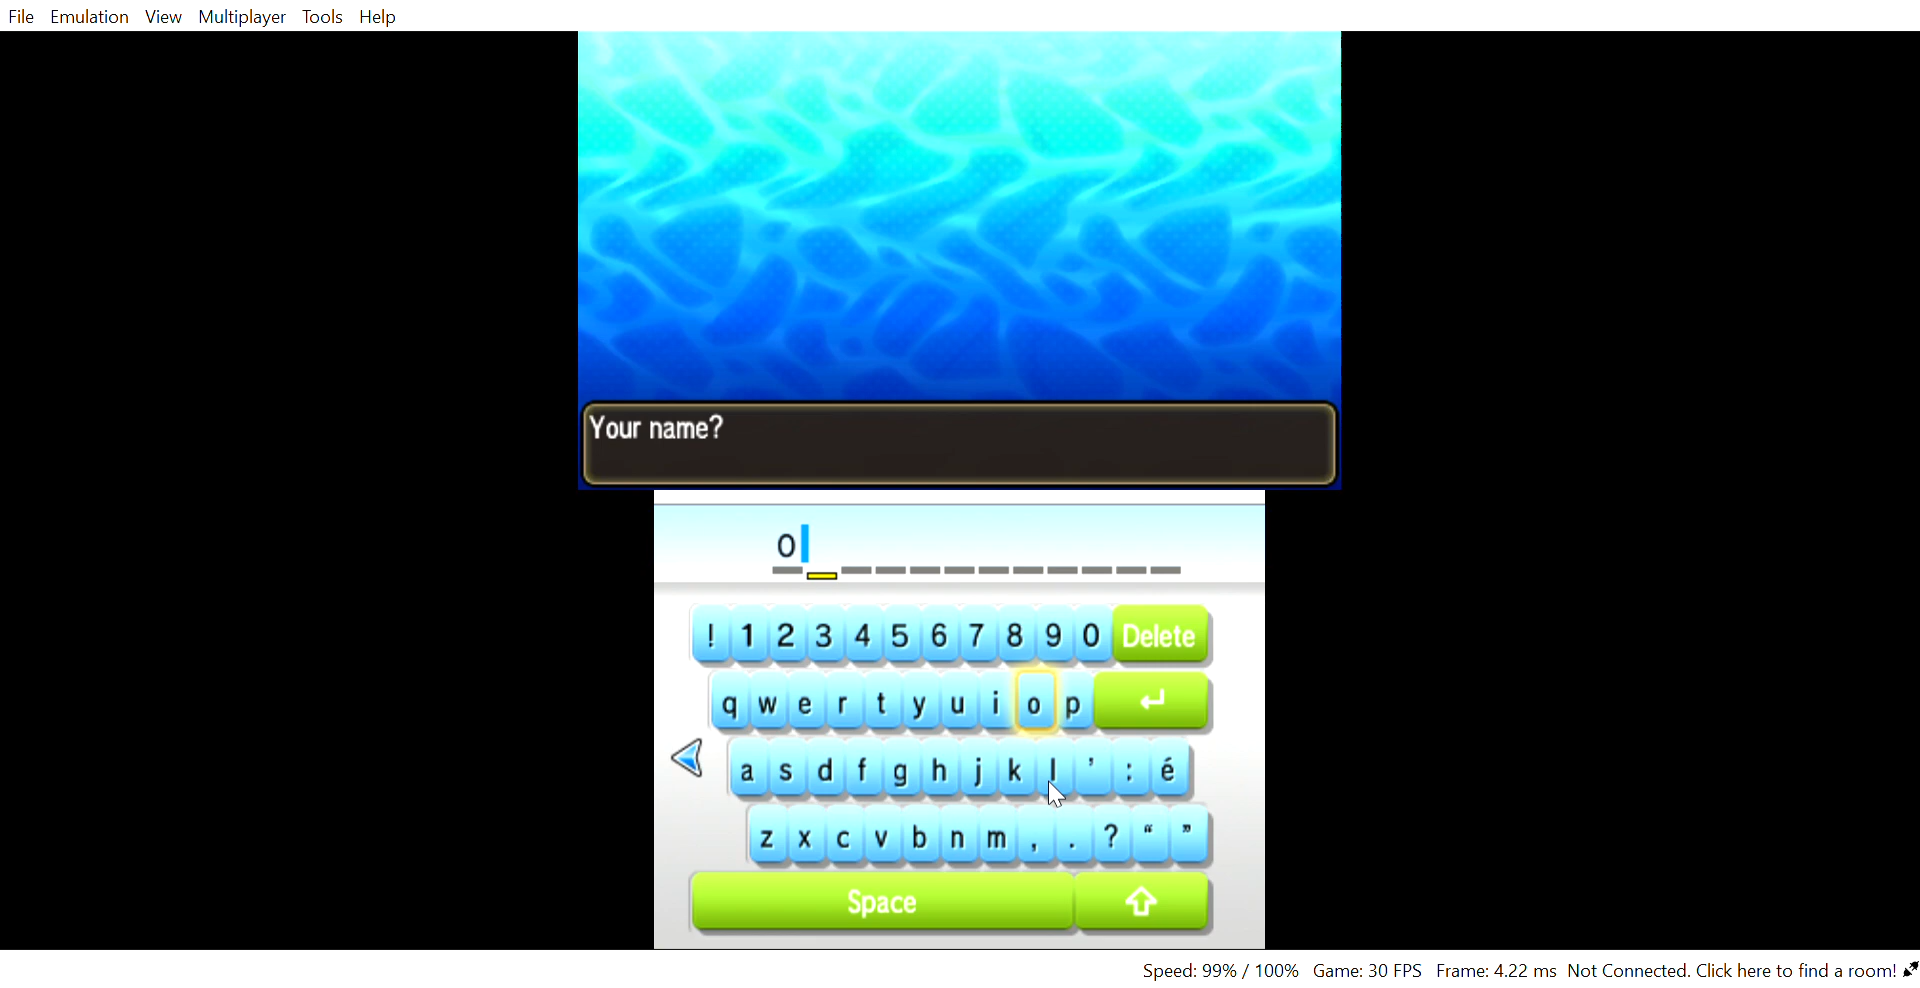 File Emulation View Multiplayer Tools Help
Your name?
o
! 1 2 3 4 5 6 7 8 9 0 Delete
q w e r t y u i o p
a s d f g h j k l ’ : é
z x c v b n m , . ? “ ”
Space
Speed: 99% / 100% Game: 30 FPS Frame: 4.22 ms Not Connected. Click here to find a room!